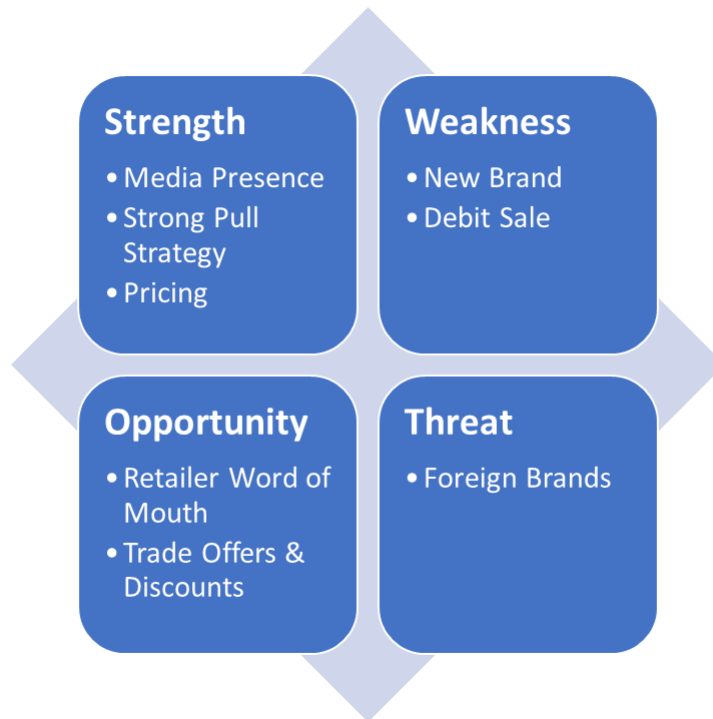 Strength
• Media Presence
• Strong Pull
Strategy
• Pricing
Weakness
• New Brand
• Debit Sale
Opportunity
• Retailer Word of
Mouth
• Trade Offers &
Discounts
Threat
• Foreign Brands